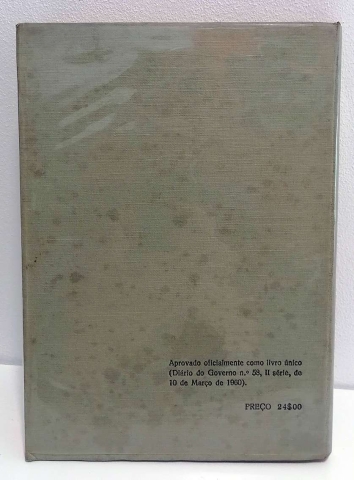 Aprovado oficialmente como livro único
(Diário do Governo n.º 58, II série, de
10 de Março de 1960).
PREÇO 24$00